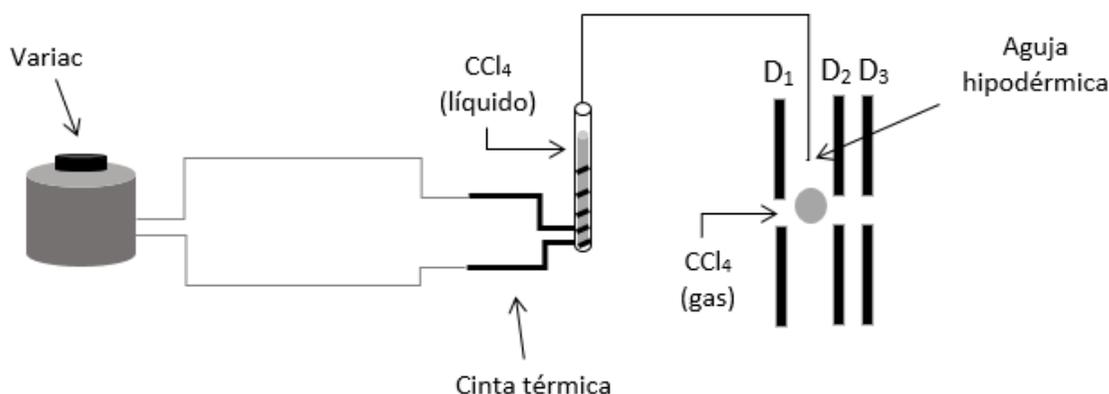 Variac
CCl₄
(líquido)
D₁
D₂
D₃
Aguja
hipodérmica
CCl₄
(gas)
Cinta térmica